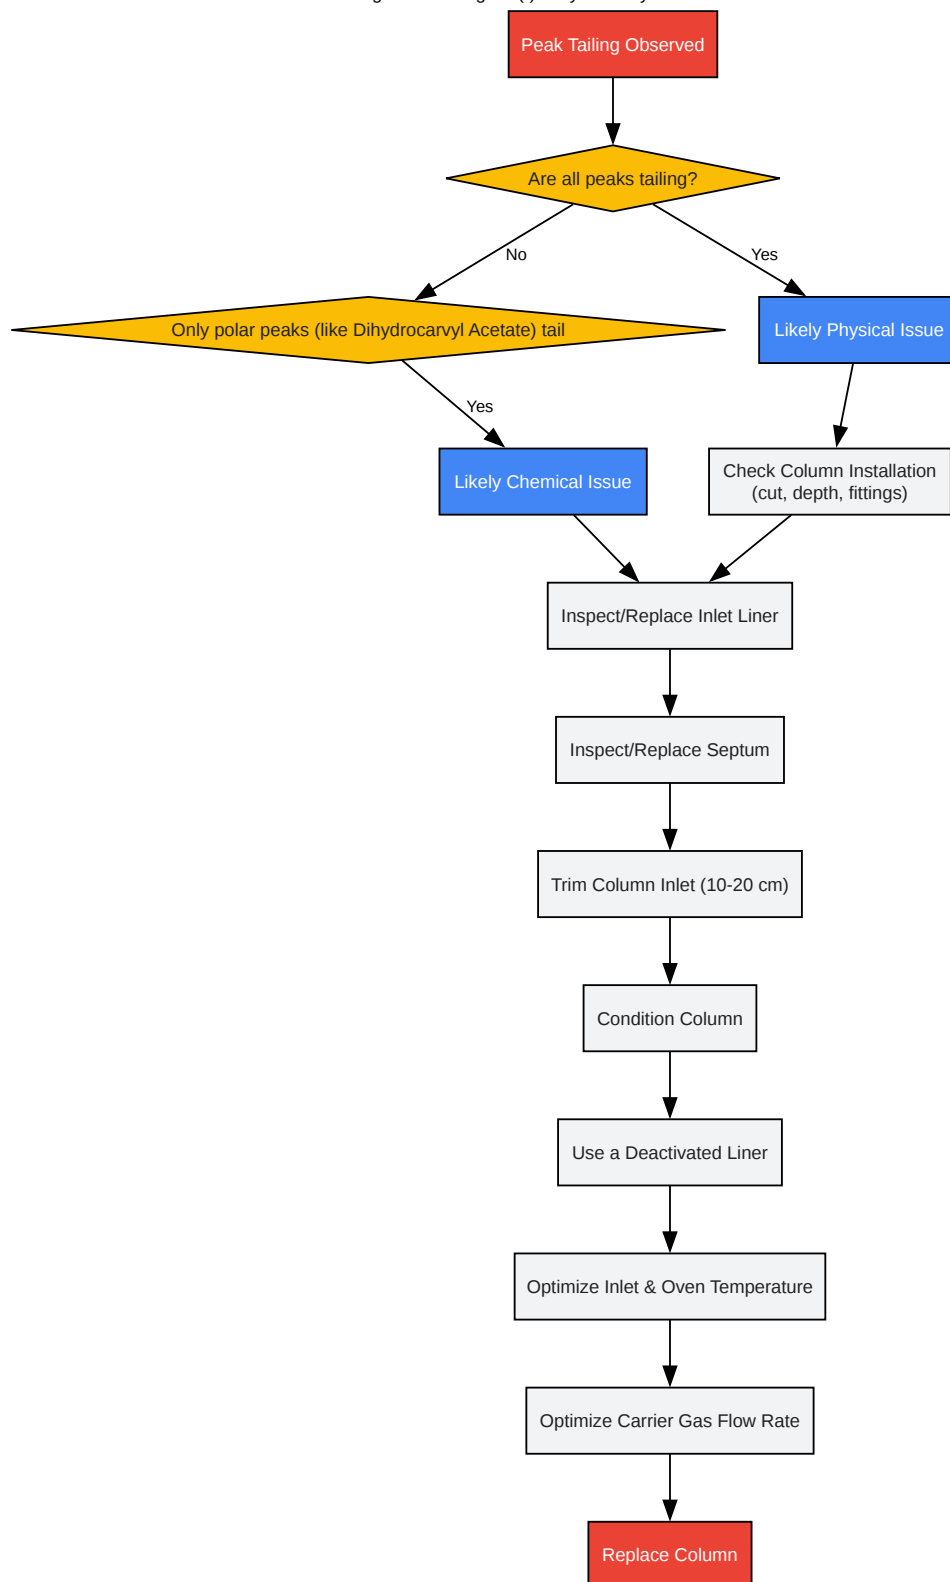 Peak Tailing Observed
Are all peaks tailing?
No
Yes
Only polar peaks (like Dihydrocarvyl Acetate) tail
Likely Physical Issue
Yes
Likely Chemical Issue
Check Column Installation
(cut, depth, fittings)
Inspect/Replace Inlet Liner
Inspect/Replace Septum
Trim Column Inlet (10-20 cm)
Condition Column
Use a Deactivated Liner
Optimize Inlet & Oven Temperature
Optimize Carrier Gas Flow Rate
Replace Column